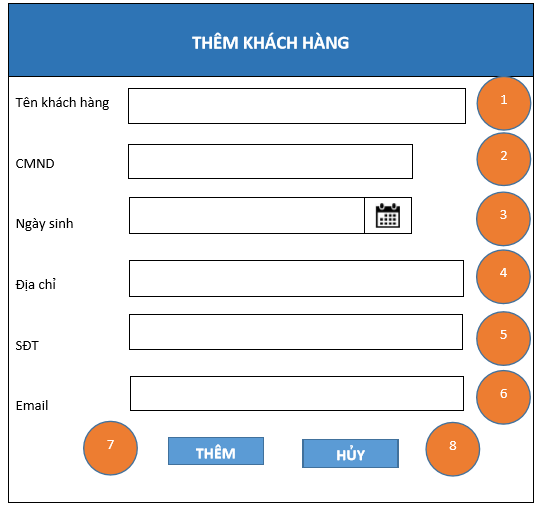 THÊM KHÁCH HÀNG
Tên khách hàng
1
CMND
2
Ngày sinh
3
Địa chỉ
4
SĐT
5
Email
6
7
THÊM
HỦY
8